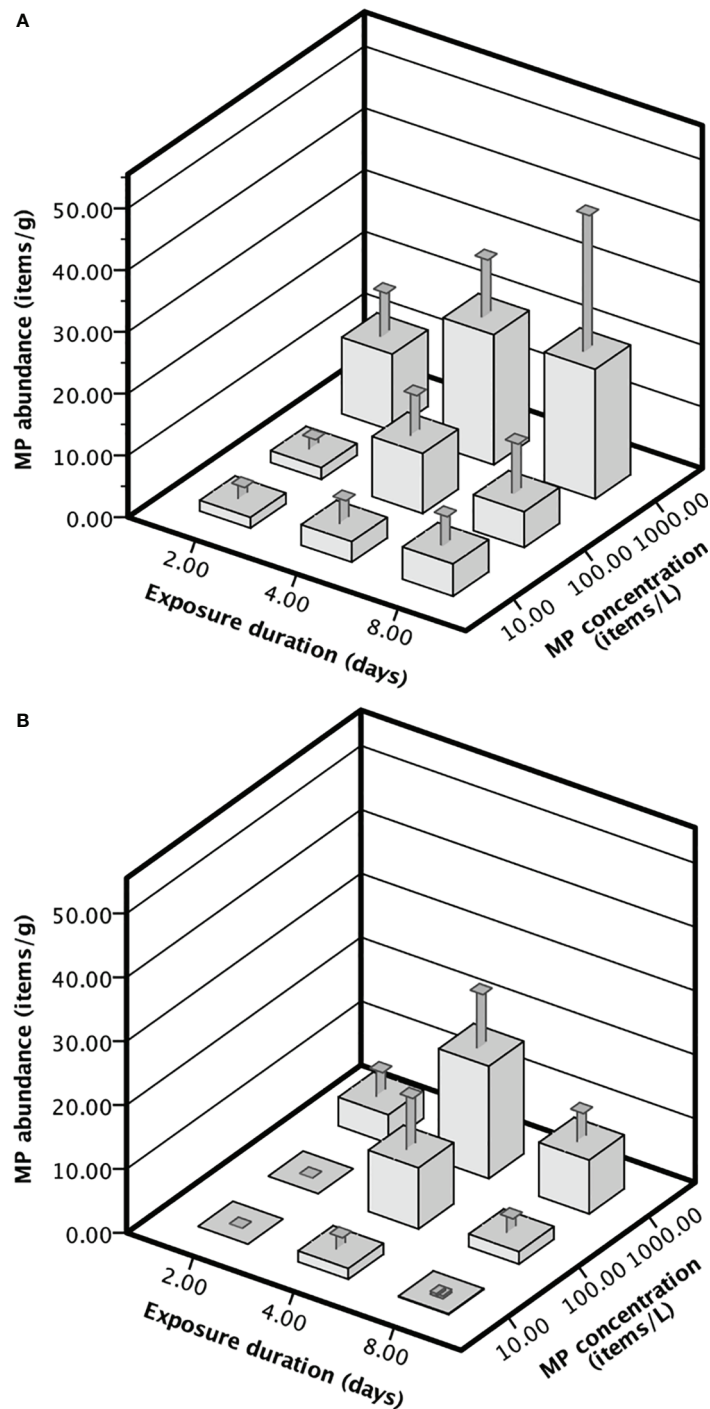 A
50.00
40.00
30.00
20.00
10.00
0.00
MP abundance (items/g)
2.00
4.00
8.00
Exposure duration (days)
10.00
100.00
1000.00
MP concentration
(items/L)
B
50.00
40.00
30.00
20.00
10.00
0.00
MP abundance (items/g)
2.00
4.00
8.00
Exposure duration (days)
10.00
100.00
1000.00
MP concentration
(items/L)